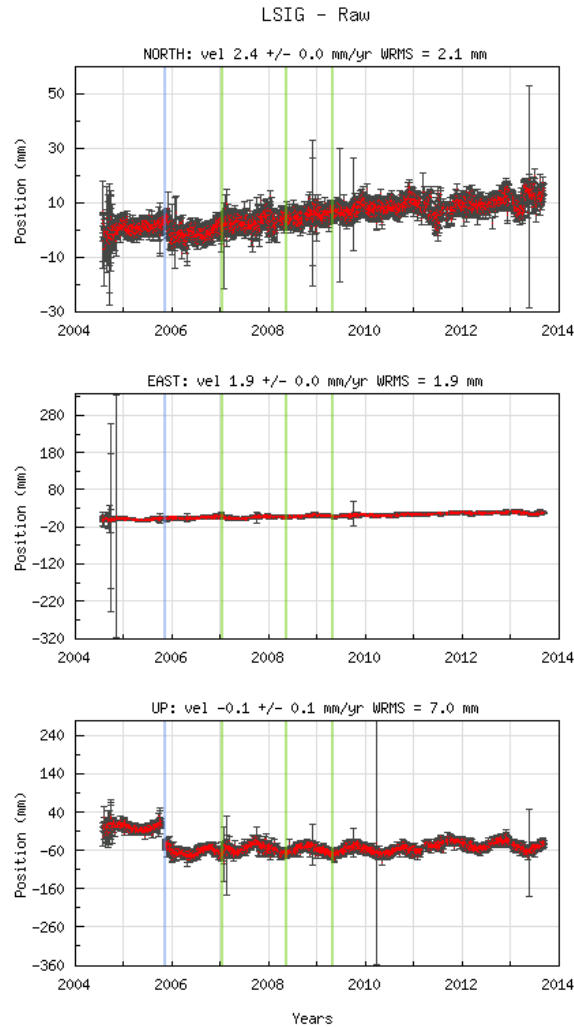 LSIG - Raw
NORTH: vel 2.4 +/- 0.0 mm/yr WRMS = 2.1 mm
Position (mm)
50
30
10
-10
-30
2004 2006 2008 2010 2012 2014
EAST: vel 1.9 +/- 0.0 mm/yr WRMS = 1.9 mm
Position (mm)
280
180
80
-20
-120
-220
-320
2004 2006 2008 2010 2012 2014
UP: vel -0.1 +/- 0.1 mm/yr WRMS = 7.0 mm
Position (mm)
240
140
40
-60
-160
-260
-360
2004 2006 2008 2010 2012 2014
Years